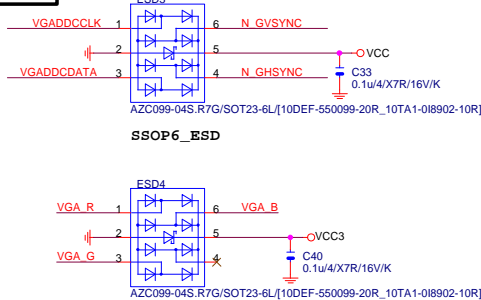 VGADDCCLK 1 6 N_GVSYNC
2 5 VCC
VGADDCDATA 3 4 N_GHSYNC
C33
0.1u/4/X7R/16V/K
AZC099-04S.R7G/SOT23-6L/[10DEF-550099-20R_10TA1-0I8902-10R]
SSOP6_ESD
ESD4
VGA_R 1 6 VGA_B
2 5 VCC3
VGA_G 3 4
C40
0.1u/4/X7R/16V/K
AZC099-04S.R7G/SOT23-6L/[10DEF-550099-20R_10TA1-0I8902-10R]